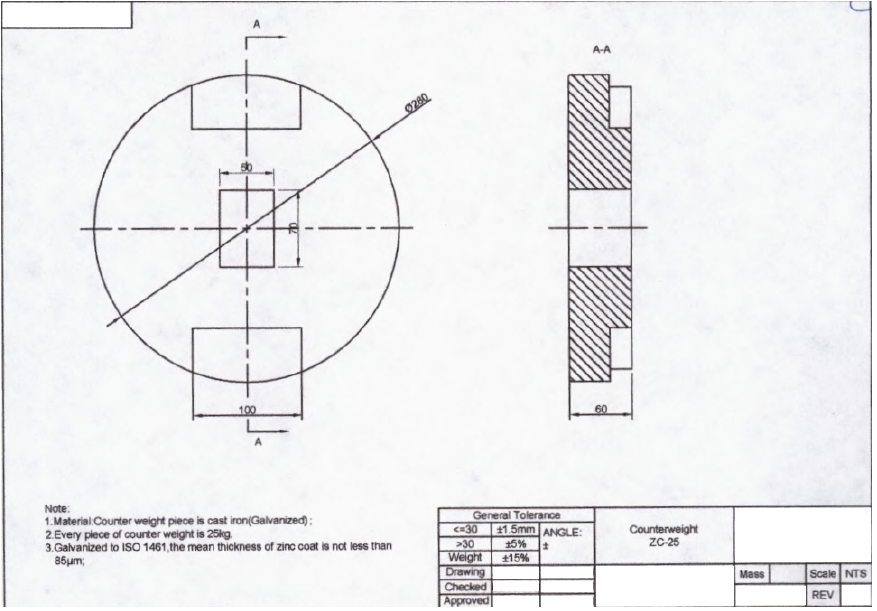 A
A-A
Ø280
50
70
100
60
A
Note:
1.Material:Counter weight piece is cast iron(Galvanized) ;
2.Every piece of counter weight is 25kg.
3.Galvanized to ISO 1461,the mean thickness of zinc coat is not less than
85μm;
General Tolerance
<=30 ±1.5mm ANGLE:
>30 ±5% ±
Weight ±15%
Counterweight
ZC-25
Drawing
Checked
Approved
Mass Scale NTS
REV